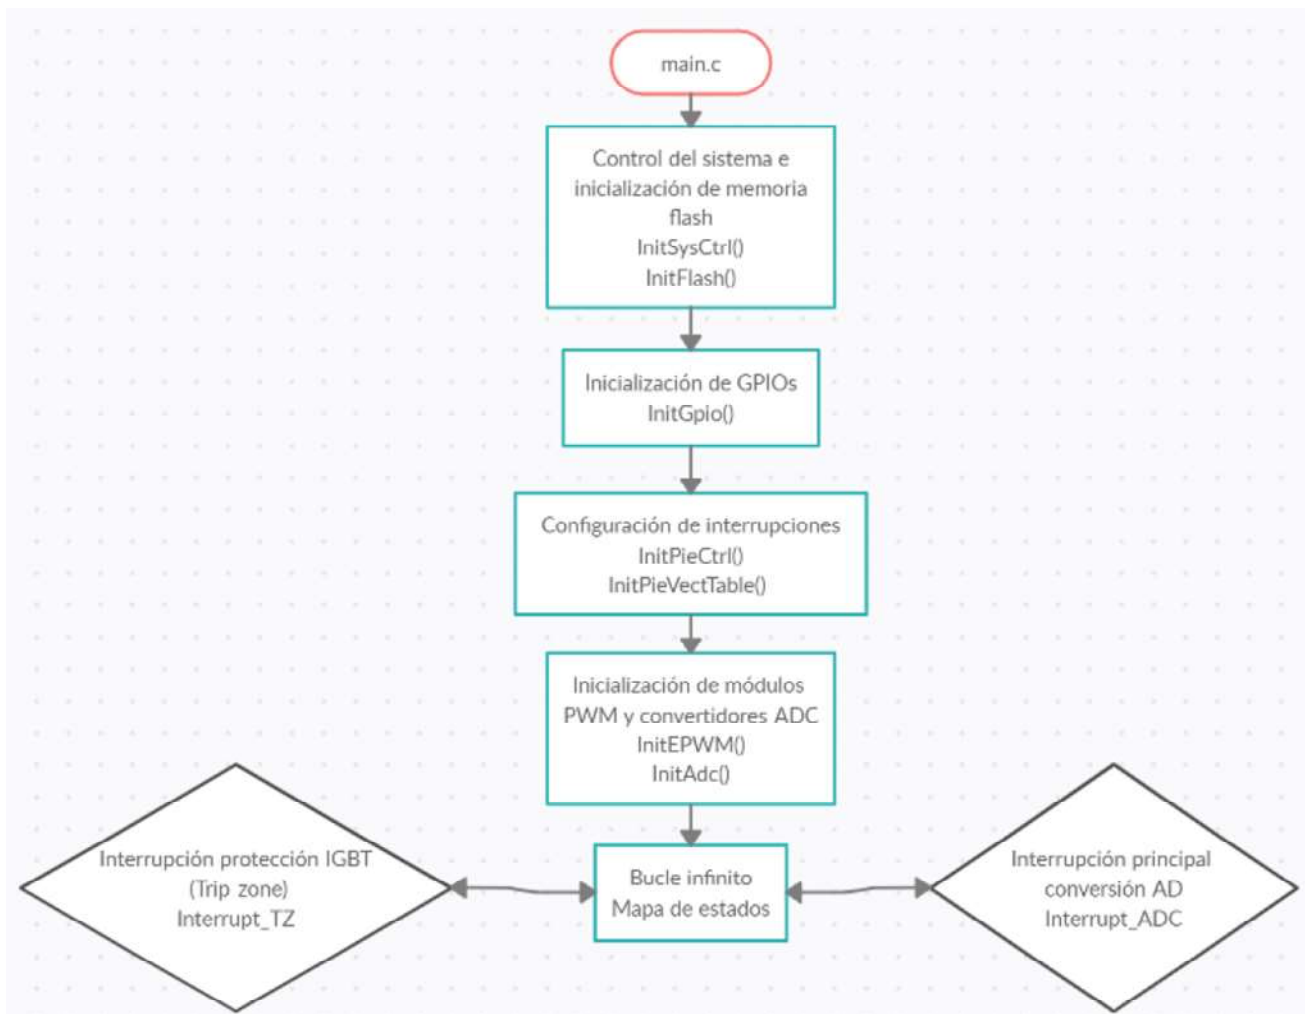 main.c
Control del sistema e
inicialización de memoria
flash
InitSysCtrl()
InitFlash()
Inicialización de GPIOs
InitGpio()
Configuración de interrupciones
InitPieCtrl()
InitPieVectTable()
Inicialización de módulos
PWM y convertidores ADC
InitEPWM()
InitAdc()
Interrupción protección IGBT
(Trip zone)
Interrupt_TZ
Bucle infinito
Mapa de estados
Interrupción principal
conversión AD
Interrupt_ADC